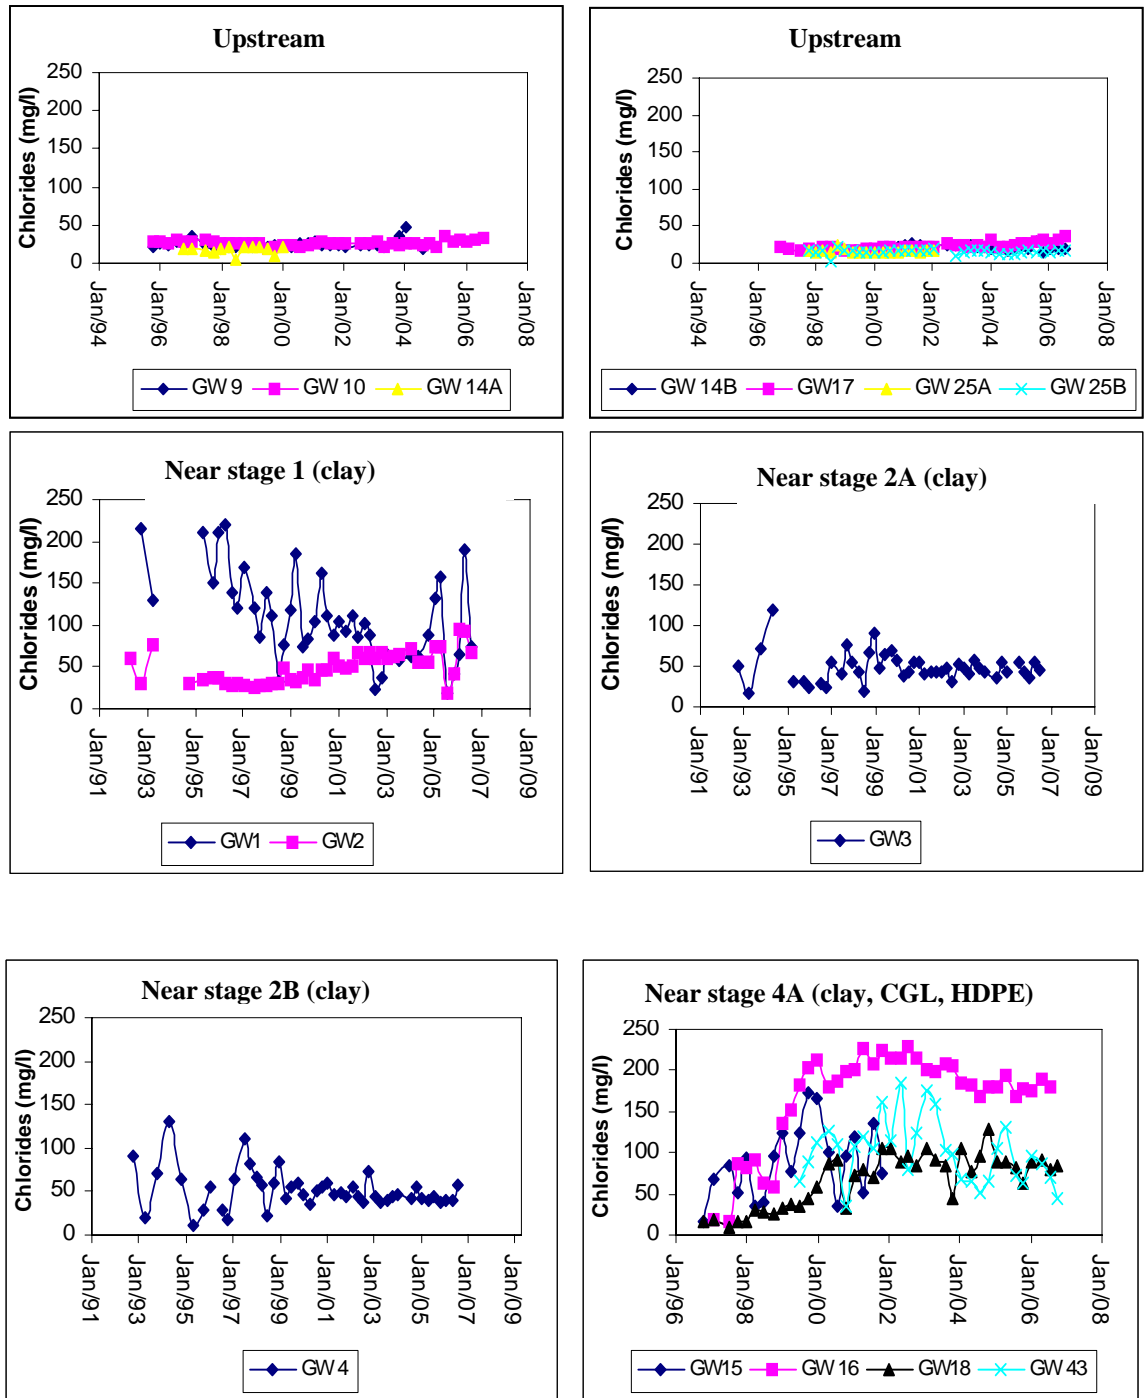 Upstream
250
200
150
100
50
0
Chlorides (mg/l)
Jan/94
Jan/96
Jan/98
Jan/00
Jan/02
Jan/04
Jan/06
Jan/08
GW 9 GW 10 GW 14A
Upstream
250
200
150
100
50
0
Chlorides (mg/l)
Jan/94
Jan/96
Jan/98
Jan/00
Jan/02
Jan/04
Jan/06
Jan/08
GW 14B GW17 GW 25A GW 25B
Near stage 1 (clay)
250
200
150
100
50
0
Chlorides (mg/l)
Jan/91
Jan/93
Jan/95
Jan/97
Jan/99
Jan/01
Jan/03
Jan/05
Jan/07
Jan/09
GW1 GW2
Near stage 2A (clay)
250
200
150
100
50
0
Chlorides (mg/l)
Jan/91
Jan/93
Jan/95
Jan/97
Jan/99
Jan/01
Jan/03
Jan/05
Jan/07
Jan/09
GW3
Near stage 2B (clay)
250
200
150
100
50
0
Chlorides (mg/l)
Jan/91
Jan/93
Jan/95
Jan/97
Jan/99
Jan/01
Jan/03
Jan/05
Jan/07
Jan/09
GW 4
Near stage 4A (clay, CGL, HDPE)
250
200
150
100
50
0
Chlorides (mg/l)
Jan/96
Jan/98
Jan/00
Jan/02
Jan/04
Jan/06
Jan/08
GW15 GW 16 GW18 GW 43